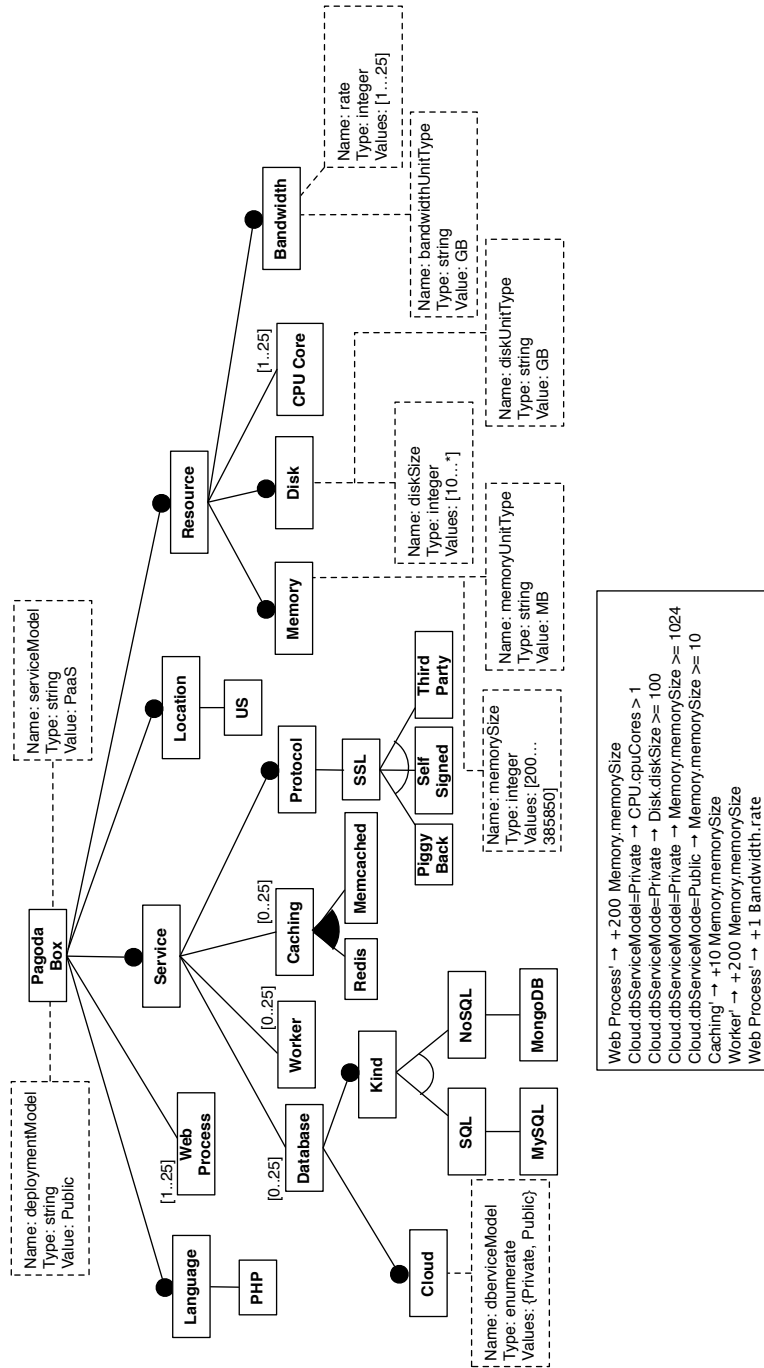 Name: deploymentModel
Type: string
Value: Public
Pagoda
Box
Name: serviceModel
Type: string
Value: PaaS
Language
PHP
[1..25]
Web
Process
Service
Location
US
Resource
[0..25]
Database
[0..25]
Worker
[0..25]
Caching
Protocol
Memory
Disk
[1..25]
CPU Core
Bandwidth
Name: rate
Type: integer
Values: [1...25]
Cloud
Kind
Redis
Memcached
SSL
Piggy
Back
Self
Signed
Third
Party
SQL
NoSQL
MySQL
MongoDB
Name: dberviceModel
Type: enumerate
Values: {Private, Public}
Name: memorySize
Type: integer
Values: [200...
385850]
Name: memoryUnitType
Type: string
Value: MB
Name: diskSize
Type: integer
Values: [10...*]
Name: diskUnitType
Type: string
Value: GB
Name: bandwidthUnitType
Type: string
Value: GB
Web Process' → +200 Memory.memorySize
Cloud.dbServiceModel=Private → CPU.cpuCores > 1
Cloud.dbServiceMode=Private → Disk.diskSize >= 100
Cloud.dbServiceModel=Private → Memory.memorySize >= 1024
Cloud.dbServiceMode=Public → Memory.memorySize >= 10
Caching' → +10 Memory.memorySize
Worker' → +200 Memory.memorySize
Web Process' → +1 Bandwidth.rate